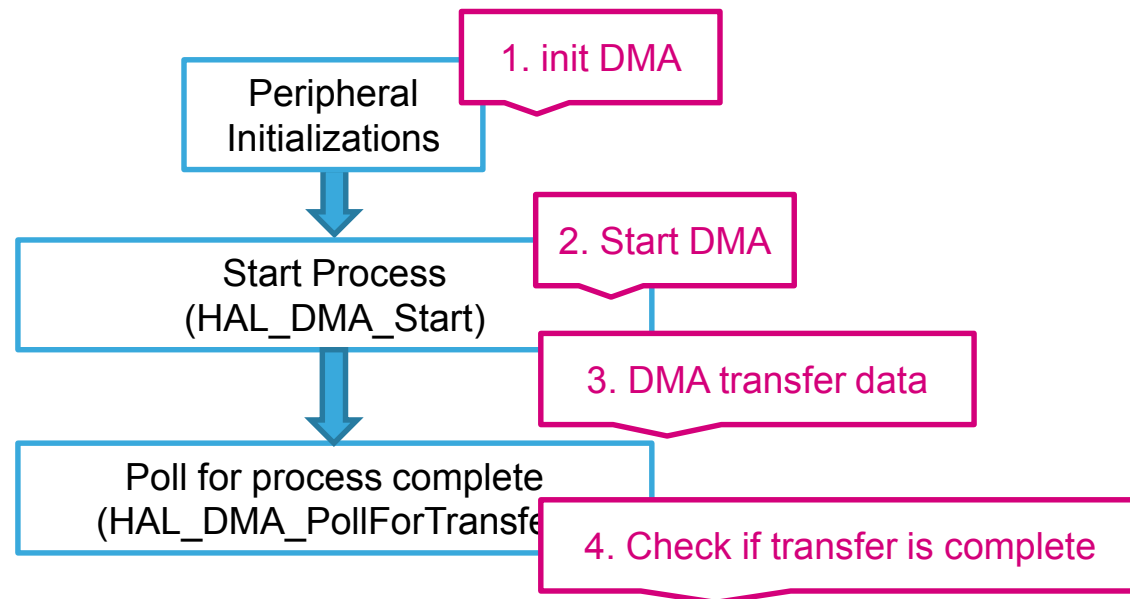 1. init DMA
Peripheral
Initializations
2. Start DMA
Start Process
(HAL_DMA_Start)
3. DMA transfer data
Poll for process complete
(HAL_DMA_PollForTransfe
4. Check if transfer is complete